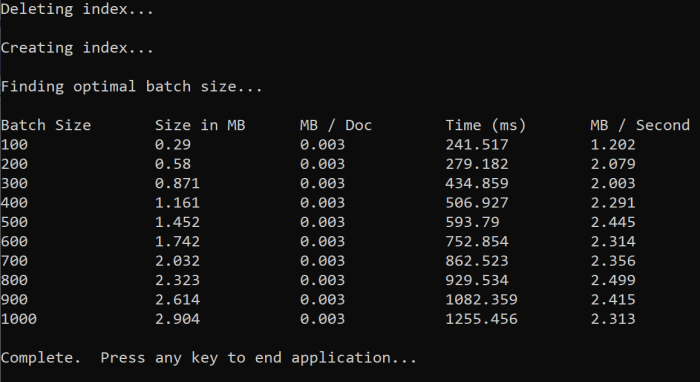 Deleting index...
Creating index...
Finding optimal batch size...
Batch Size Size in MB MB / Doc Time (ms) MB / Second
100 0.29 0.003 241.517 1.202
200 0.58 0.003 279.182 2.079
300 0.871 0.003 434.859 2.003
400 1.161 0.003 506.927 2.291
500 1.452 0.003 593.79 2.445
600 1.742 0.003 752.854 2.314
700 2.032 0.003 862.523 2.356
800 2.323 0.003 929.534 2.499
900 2.614 0.003 1082.359 2.415
1000 2.904 0.003 1255.456 2.313
Complete.  Press any key to end application...